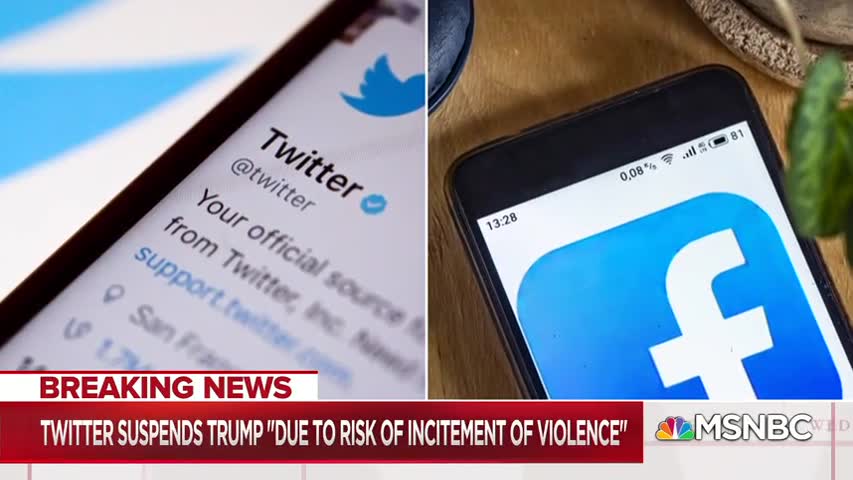 Twitter
@twitter
Your official source
from Twitter, Inc. Need
support.twitter.com
San Fran
0,08 K/s
81
13:28
f
BREAKING NEWS
TWITTER SUSPENDS TRUMP "DUE TO RISK OF INCITEMENT OF VIOLENCE"
MSNBC